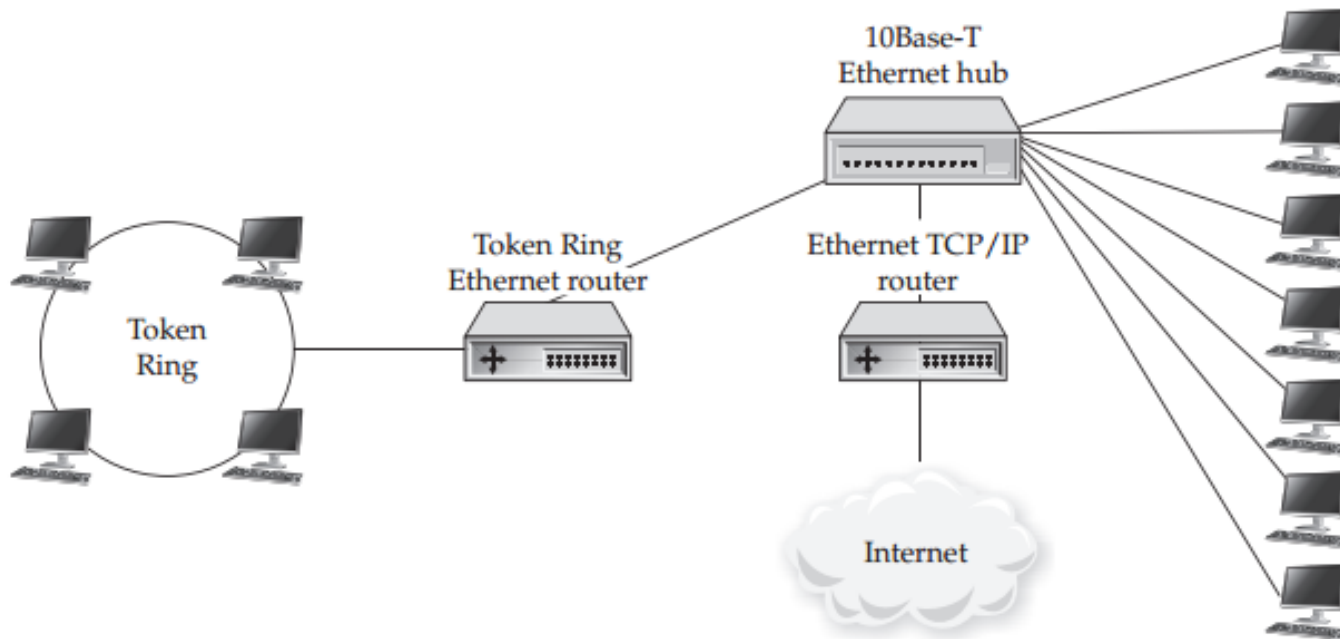 10Base-T
Ethernet hub
Token Ring
Ethernet router
Ethernet TCP/IP
router
Token
Ring
Internet